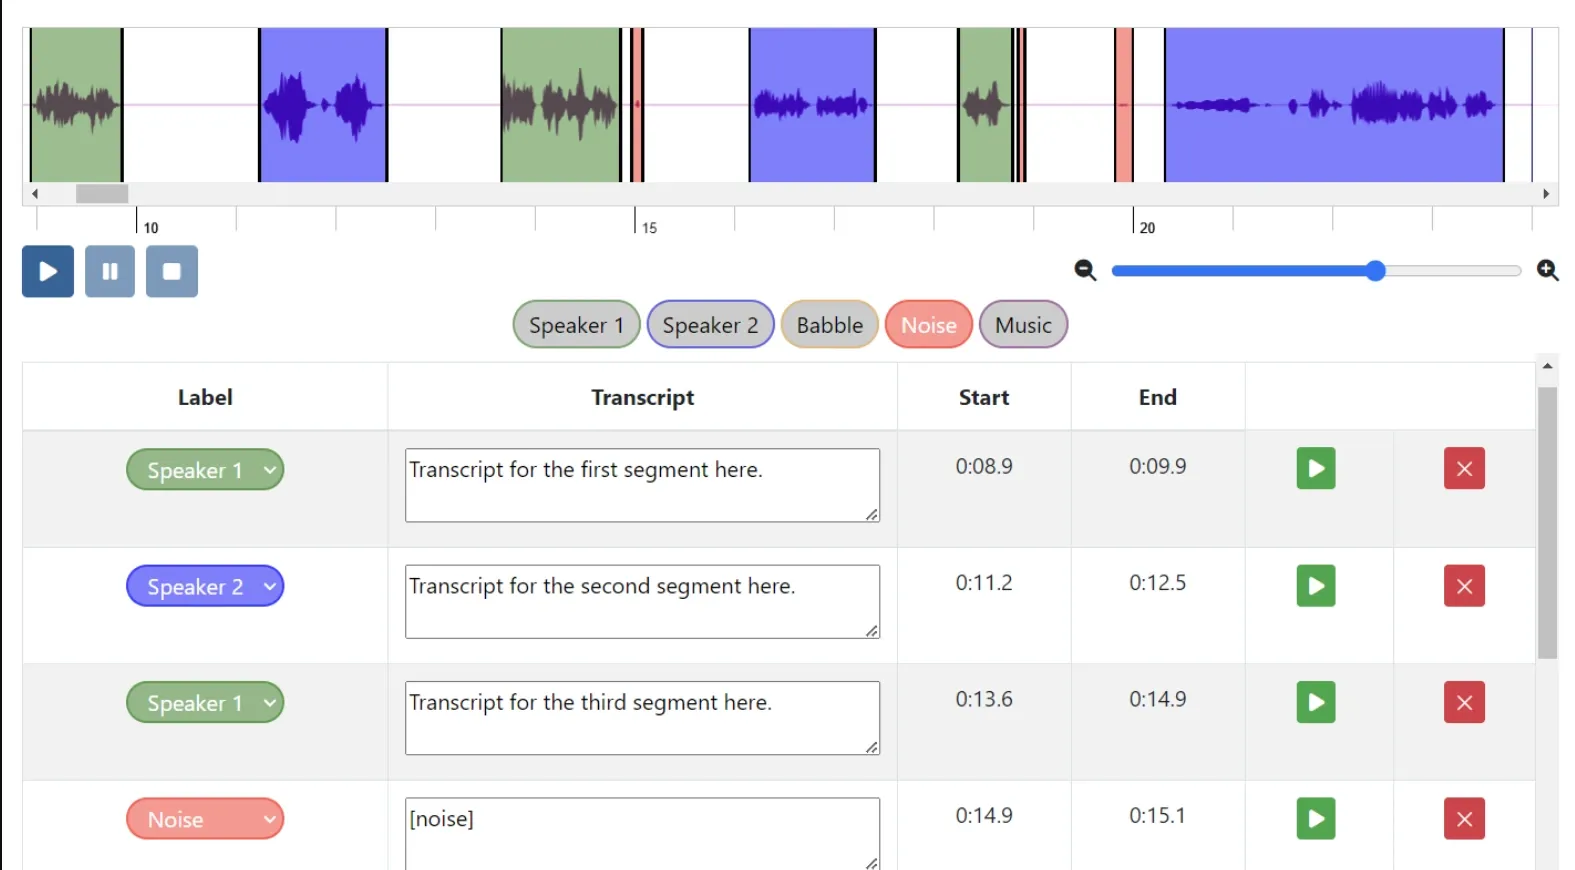 10 15 20
Speaker 1 Speaker 2 Babble Noise Music
Label Transcript Start End
Speaker 1 Transcript for the first segment here. 0:08.9 0:09.9
Speaker 2 Transcript for the second segment here. 0:11.2 0:12.5
Speaker 1 Transcript for the third segment here. 0:13.6 0:14.9
Noise [noise] 0:14.9 0:15.1